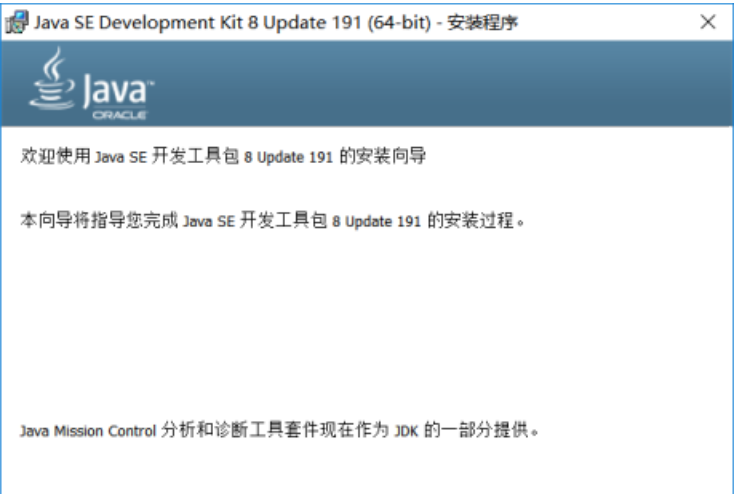 Java SE Development Kit 8 Update 191 (64-bit) - 安装程序
Java™
ORACLE
欢迎使用 Java SE 开发工具包 8 Update 191 的安装向导
本向导将指导您完成 Java SE 开发工具包 8 Update 191 的安装过程。
Java Mission Control 分析和诊断工具套件现在作为 JDK 的一部分提供。